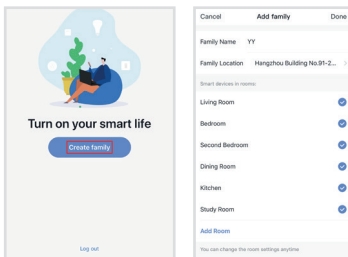 Turn on your smart life
Create family
Log out
Cancel Add family Done
Family Name YY
Family Location Hangzhou Building No.91-2... >
Smart devices in rooms:
Living Room
Bedroom
Second Bedroom
Dining Room
Kitchen
Study Room
Add Room
You can change the room settings anytime